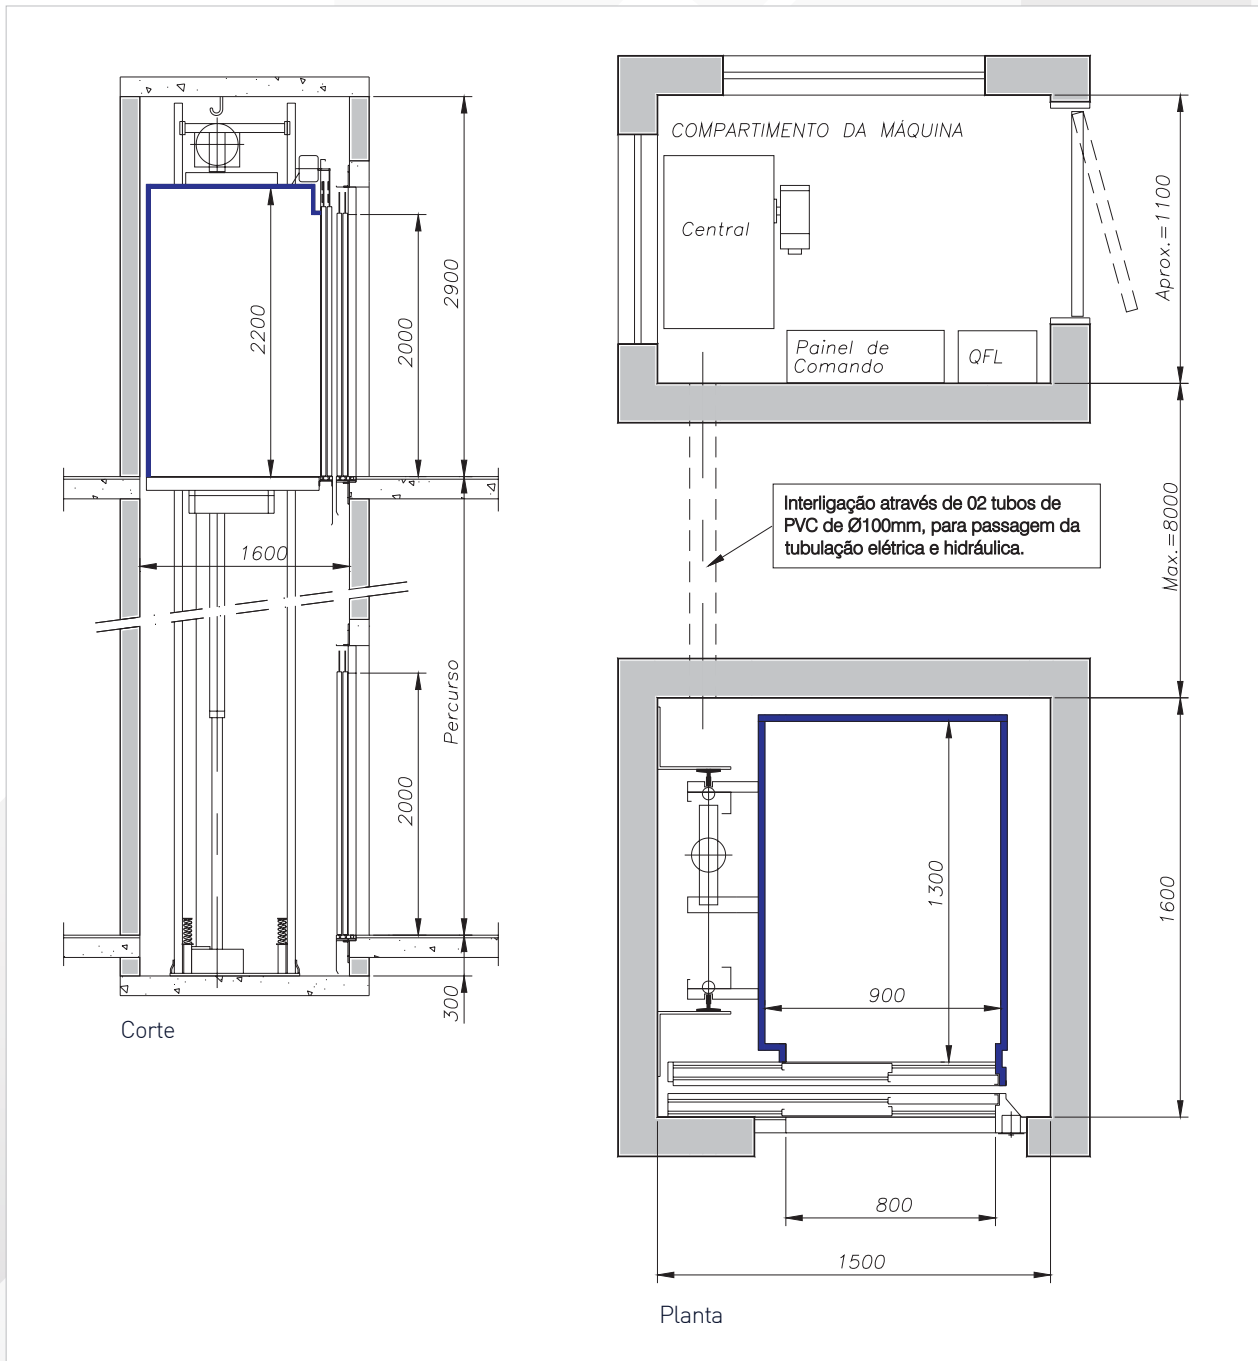 2900
2200
2000
1600
Percurso
2000
300
Corte
COMPARTIMENTO DA MÁQUINA
Central
Painel de
Comando
QFL
Aprox.=1100
Interligação através de 02 tubos de
PVC de Ø100mm, para passagem da
tubulação elétrica e hidráulica.
Max.=8000
1300
900
1600
800
1500
Planta